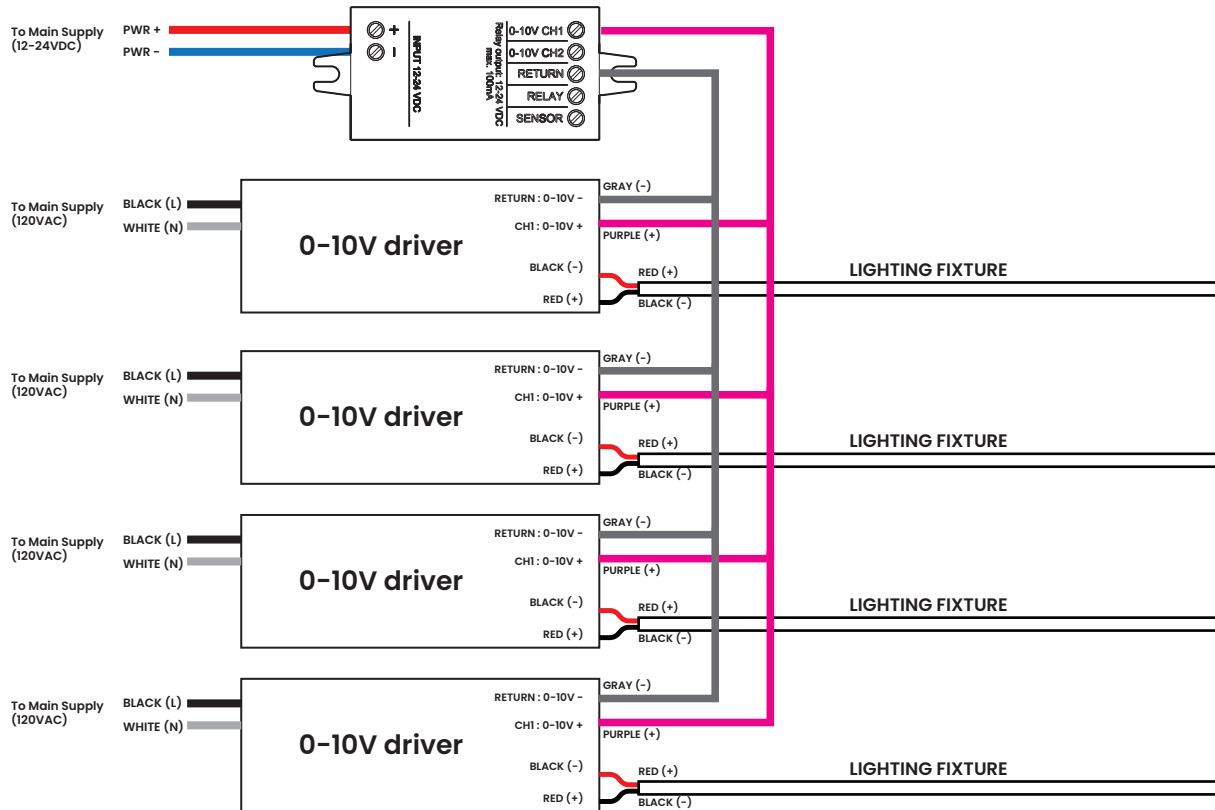 To Main Supply
(12-24VDC)
PWR +
PWR -
+
-
INPUT 12-24 VDC
Relay output: 12-24 VDC
max. 100mA
0-10V CH1
0-10V CH2
RETURN
RELAY
SENSOR
To Main Supply
(120VAC)
BLACK (L)
WHITE (N)
0-10V driver
RETURN : 0-10V -
CH1 : 0-10V +
BLACK (-)
RED (+)
GRAY (-)
PURPLE (+)
RED (+)
BLACK (-)
LIGHTING FIXTURE
To Main Supply
(120VAC)
BLACK (L)
WHITE (N)
0-10V driver
RETURN : 0-10V -
CH1 : 0-10V +
BLACK (-)
RED (+)
GRAY (-)
PURPLE (+)
RED (+)
BLACK (-)
LIGHTING FIXTURE
To Main Supply
(120VAC)
BLACK (L)
WHITE (N)
0-10V driver
RETURN : 0-10V -
CH1 : 0-10V +
BLACK (-)
RED (+)
GRAY (-)
PURPLE (+)
RED (+)
BLACK (-)
LIGHTING FIXTURE
To Main Supply
(120VAC)
BLACK (L)
WHITE (N)
0-10V driver
RETURN : 0-10V -
CH1 : 0-10V +
BLACK (-)
RED (+)
GRAY (-)
PURPLE (+)
RED (+)
BLACK (-)
LIGHTING FIXTURE